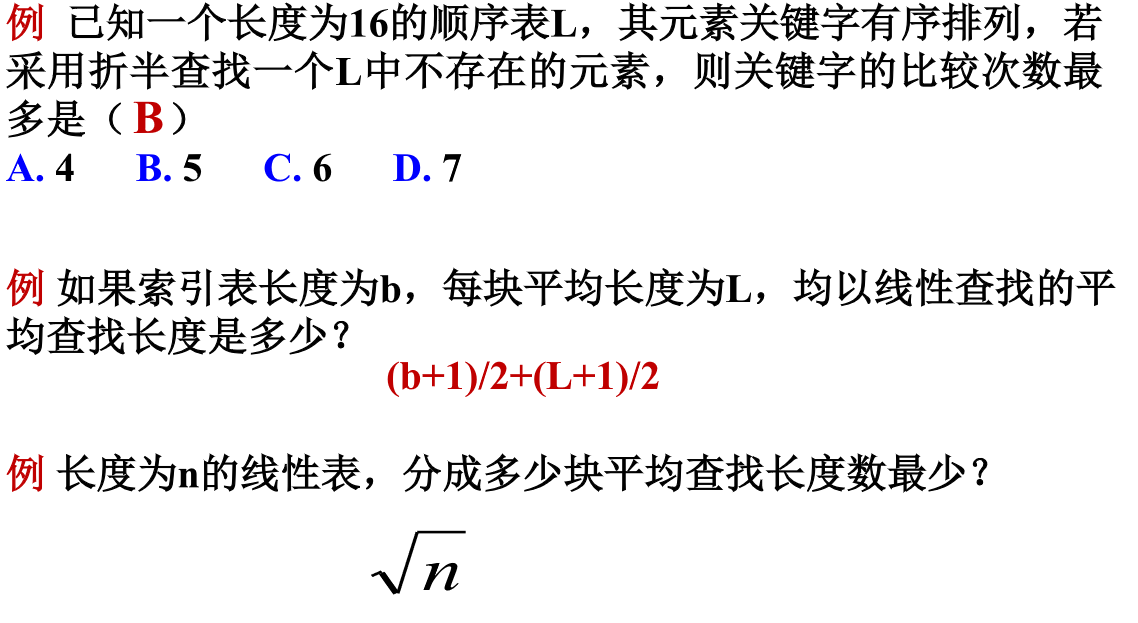 例 已知一个长度为16的顺序表L，其元素关键字有序排列，若
采用折半查找一个L中不存在的元素，则关键字的比较次数最
多是（ B ）
A. 4 B. 5 C. 6 D. 7
例 如果索引表长度为b，每块平均长度为L，均以线性查找的平
均查找长度是多少？
(b+1)/2+(L+1)/2
例 长度为n的线性表，分成多少块平均查找长度数最少？
√n